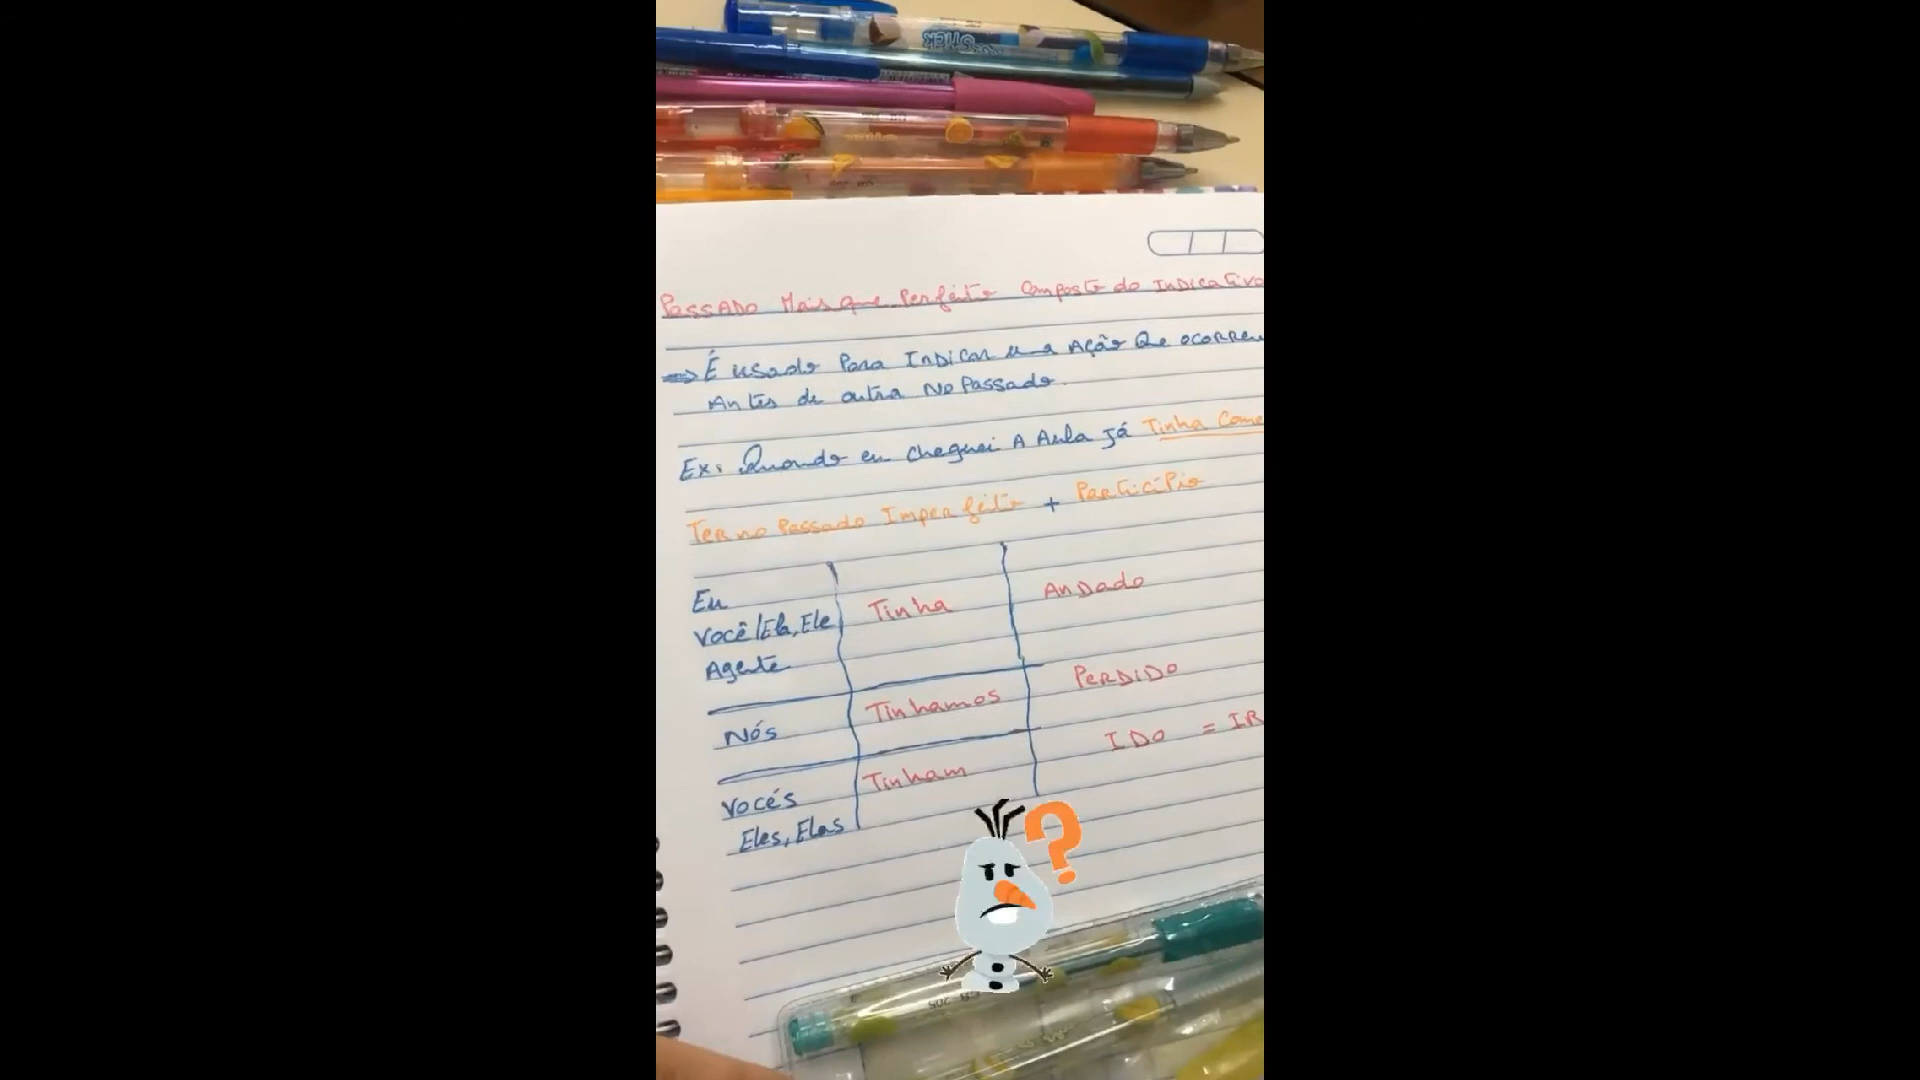 Passado Mais que Perfeito Composto do Indicativo
É usado Para Indicar uma Ação Que ocorreu
Antes de outra No Passado.
Ex: Quando eu cheguei A Aula Já Tinha Come
Ter no Passado Imperfeito + Particípio
Eu
Você/Ela, Ele
Agente
Tinha
Andado
Nós
Tinhamos
Perdido
Vocês
Eles, Elas
Tinham
IDO = IR
?